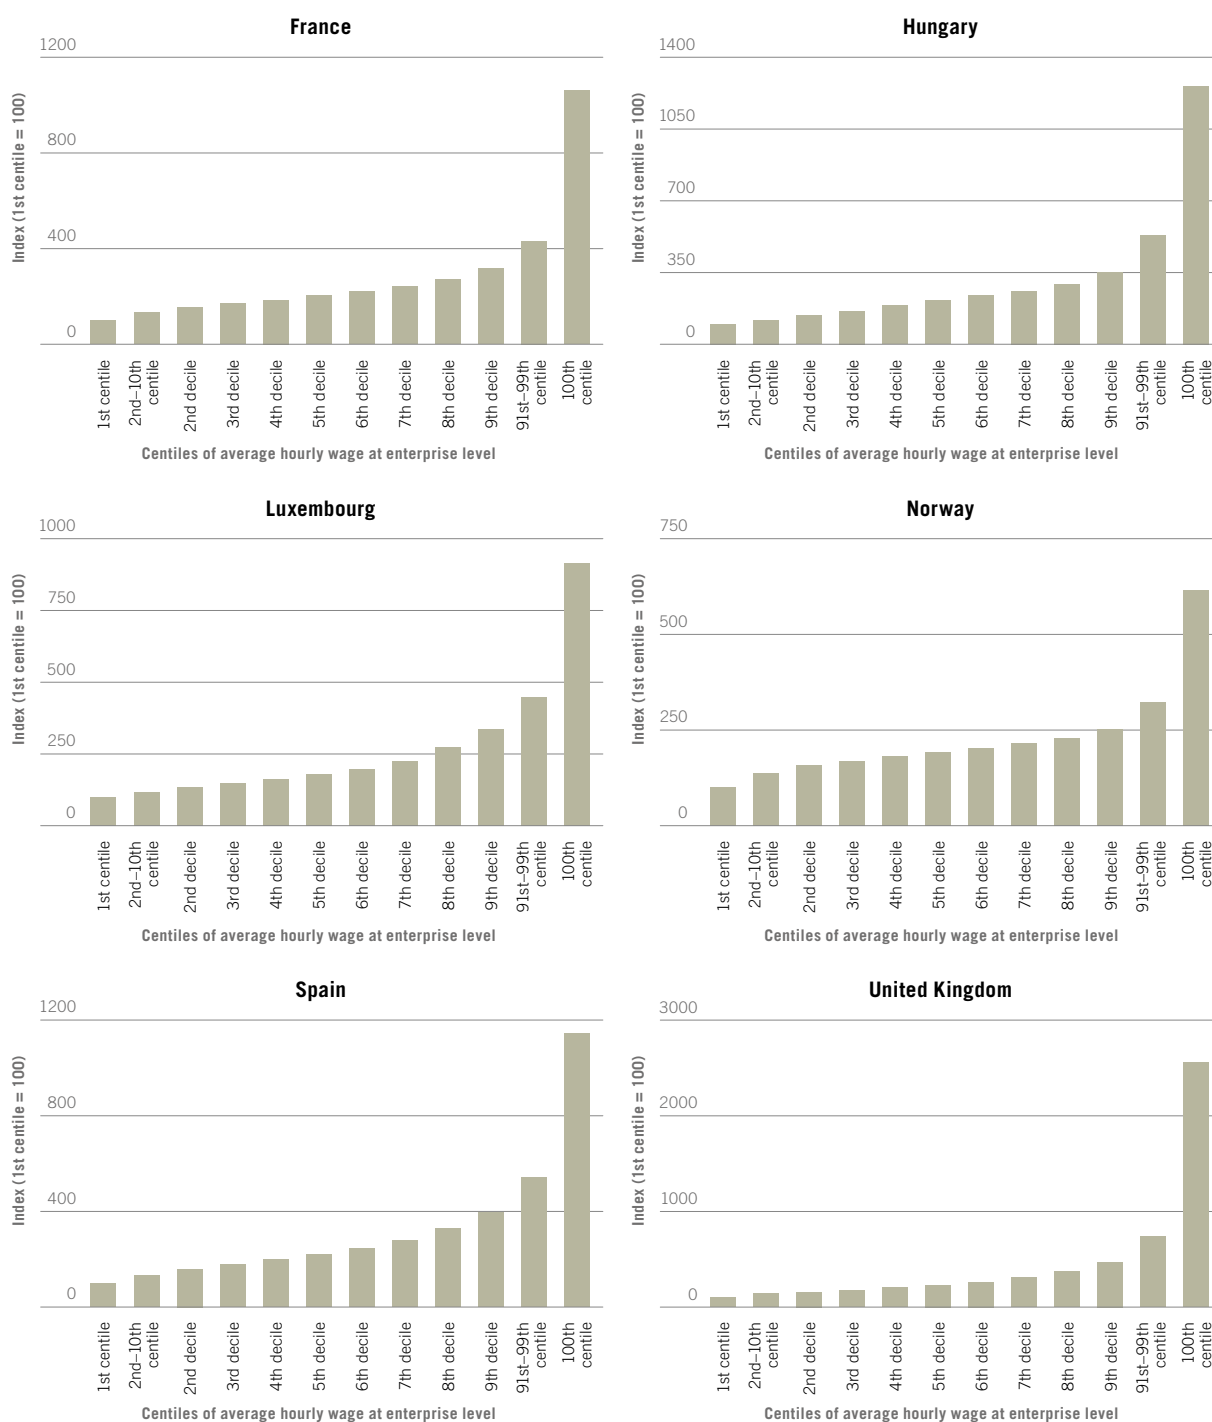 France
1200
800
400
0
Index (1st centile = 100)
1st centile
2nd–10th
centile
2nd decile
3rd decile
4th decile
5th decile
6th decile
7th decile
8th decile
9th decile
91st–99th
centile
100th
centile
Centiles of average hourly wage at enterprise level
Hungary
1400
1050
700
350
0
Index (1st centile = 100)
1st centile
2nd–10th
centile
2nd decile
3rd decile
4th decile
5th decile
6th decile
7th decile
8th decile
9th decile
91st–99th
centile
100th
centile
Centiles of average hourly wage at enterprise level
Luxembourg
1000
750
500
250
0
Index (1st centile = 100)
1st centile
2nd–10th
centile
2nd decile
3rd decile
4th decile
5th decile
6th decile
7th decile
8th decile
9th decile
91st–99th
centile
100th
centile
Centiles of average hourly wage at enterprise level
Norway
750
500
250
0
Index (1st centile = 100)
1st centile
2nd–10th
centile
2nd decile
3rd decile
4th decile
5th decile
6th decile
7th decile
8th decile
9th decile
91st–99th
centile
100th
centile
Centiles of average hourly wage at enterprise level
Spain
1200
800
400
0
Index (1st centile = 100)
1st centile
2nd–10th
centile
2nd decile
3rd decile
4th decile
5th decile
6th decile
7th decile
8th decile
9th decile
91st–99th
centile
100th
centile
Centiles of average hourly wage at enterprise level
United Kingdom
3000
2000
1000
0
Index (1st centile = 100)
1st centile
2nd–10th
centile
2nd decile
3rd decile
4th decile
5th decile
6th decile
7th decile
8th decile
9th decile
91st–99th
centile
100th
centile
Centiles of average hourly wage at enterprise level